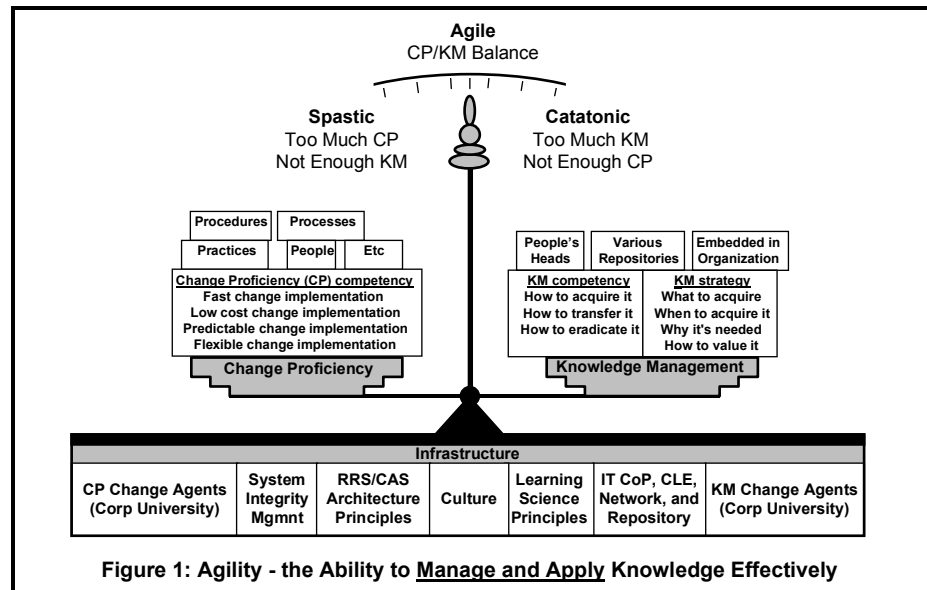 Agile
CP/KM Balance
Spastic
Too Much CP
Not Enough KM
Catatonic
Too Much KM
Not Enough CP
Procedures
Processes
Practices
People
Etc
Change Proficiency (CP) competency
Fast change implementation
Low cost change implementation
Predictable change implementation
Flexible change implementation
Change Proficiency
People's
Heads
Various
Repositories
Embedded in
Organization
KM competency
How to acquire it
How to transfer it
How to eradicate it
KM strategy
What to acquire
When to acquire it
Why it's needed
How to value it
Knowledge Management
Infrastructure
CP Change Agents
(Corp University)
System
Integrity
Mgmnt
RRS/CAS
Architecture
Principles
Culture
Learning
Science
Principles
IT CoP, CLE,
Network, and
Repository
KM Change Agents
(Corp University)
Figure 1: Agility - the Ability to Manage and Apply Knowledge Effectively